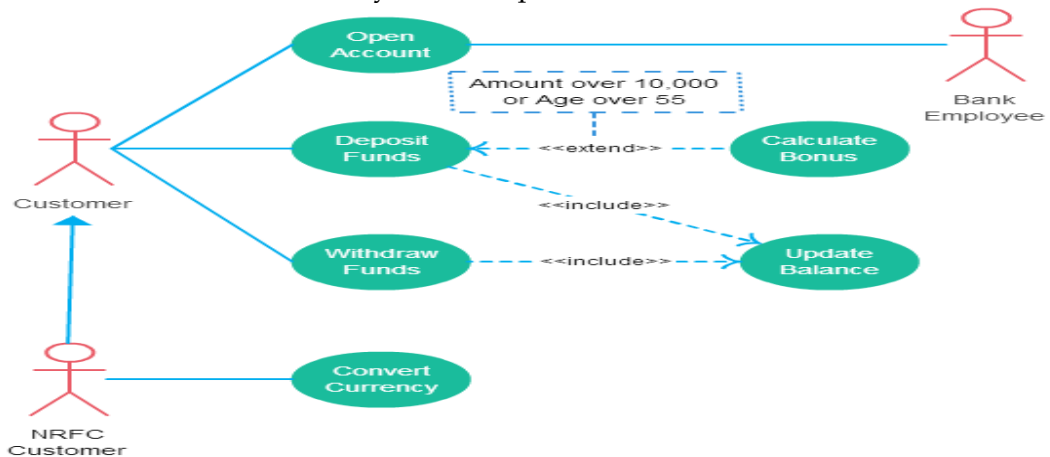 Open
Account
Amount over 10,000
or Age over 55
Bank
Employee
Deposit
Funds
<<extend>>
Calculate
Bonus
Customer
<<include>>
Withdraw
Funds
<<include>>
Update
Balance
Convert
Currency
NRFC
Customer